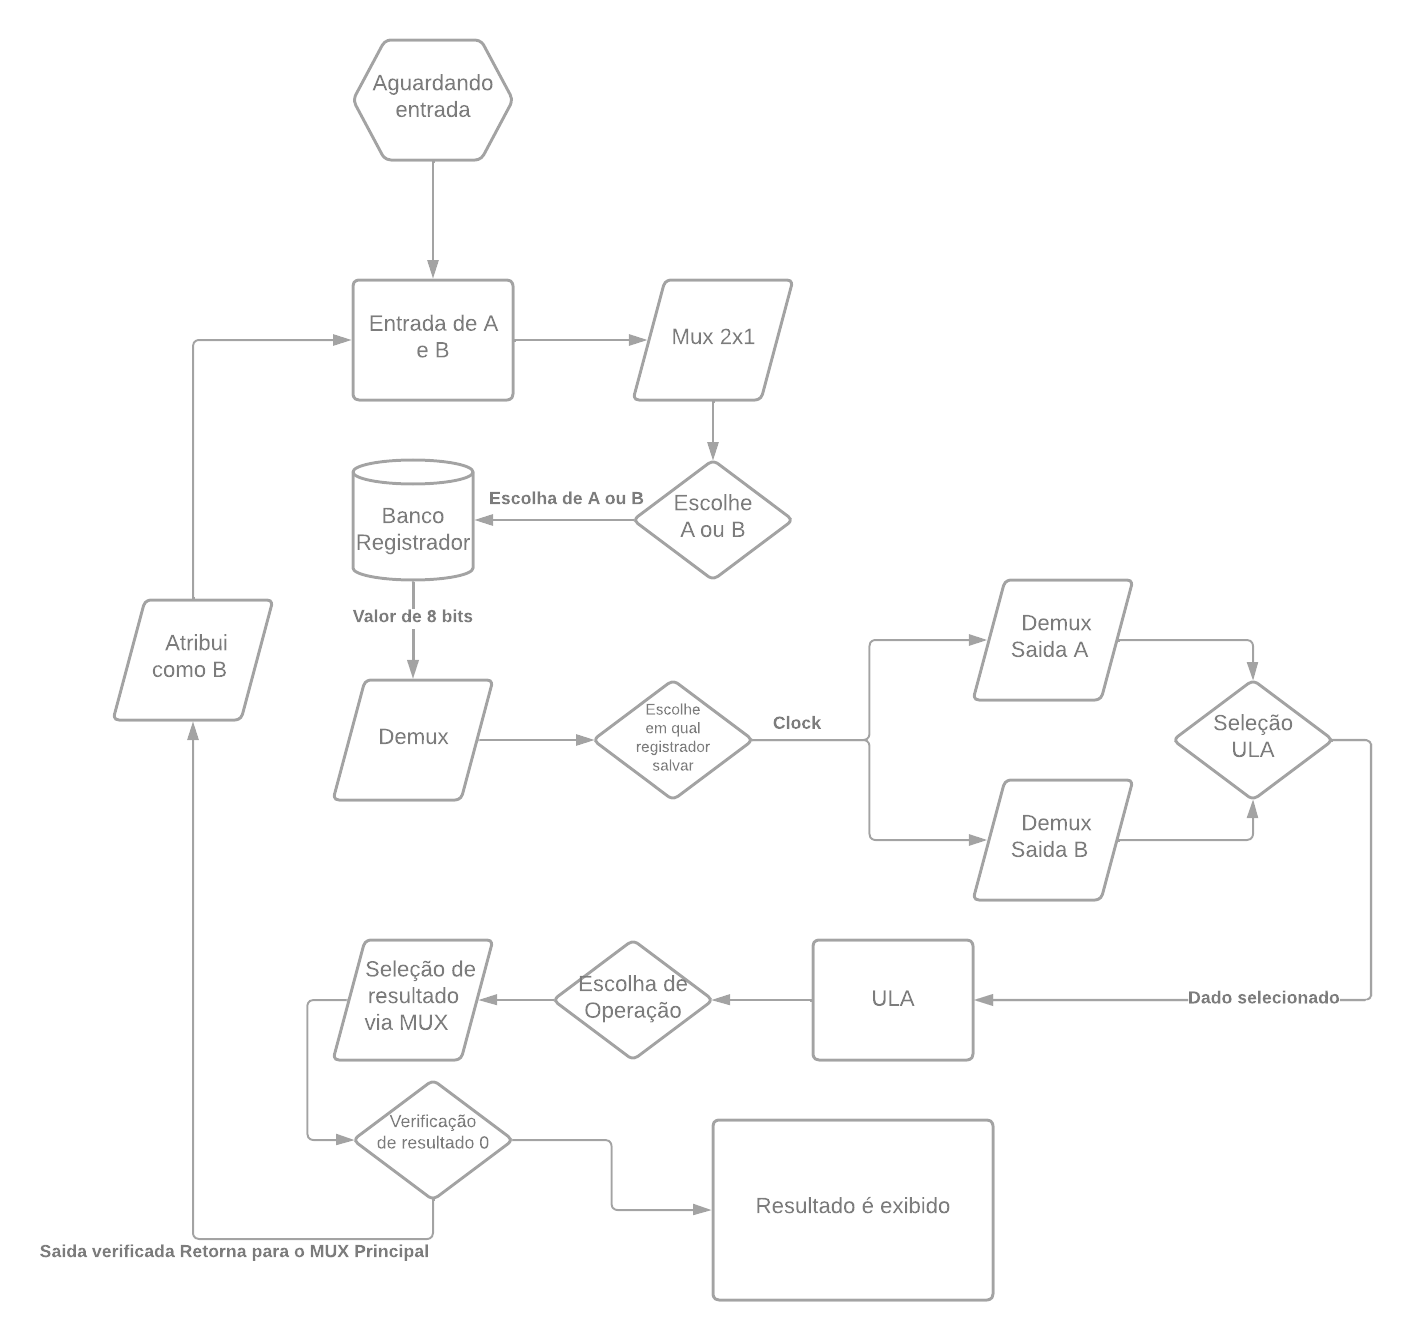 Aguardando
entrada
Entrada de A
e B
Mux 2x1
Escolhe
A ou B
Escolha de A ou B
Banco
Registrador
Valor de 8 bits
Demux
Escolhe
em qual
registrador
salvar
Clock
Demux
Saida A
Demux
Saida B
Seleção
ULA
Dado selecionado
ULA
Escolha de
Operação
Seleção de
resultado
via MUX
Verificação
de resultado 0
Resultado é exibido
Saida verificada Retorna para o MUX Principal
Atribui
como B